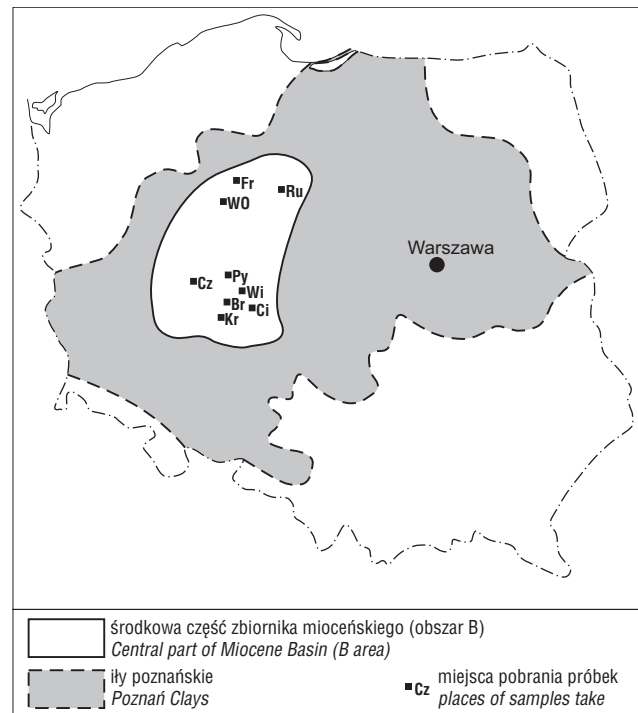 Fr
Ru
WO
Warszawa
Py
Cz
Wi
Br
Ci
Kr
środkowa część zbiornika mioceńskiego (obszar B)
Central part of Miocene Basin (B area)
iły poznańskie
Poznań Clays
Cz
miejsca pobrania próbek
places of samples take